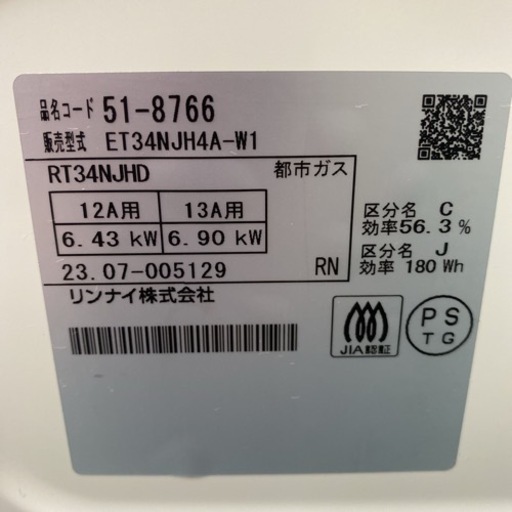 品名コード 51-8766
販売型式 ET34NJH4A-W1
RT34NJHD 都市ガス
12A用 13A用
6.43 kW 6.90 kW
区分名 C
効率56.3 %
区分名 J
効率 180 Wh
23.07-005129 RN
リンナイ株式会社
JIA認証
PS
TG